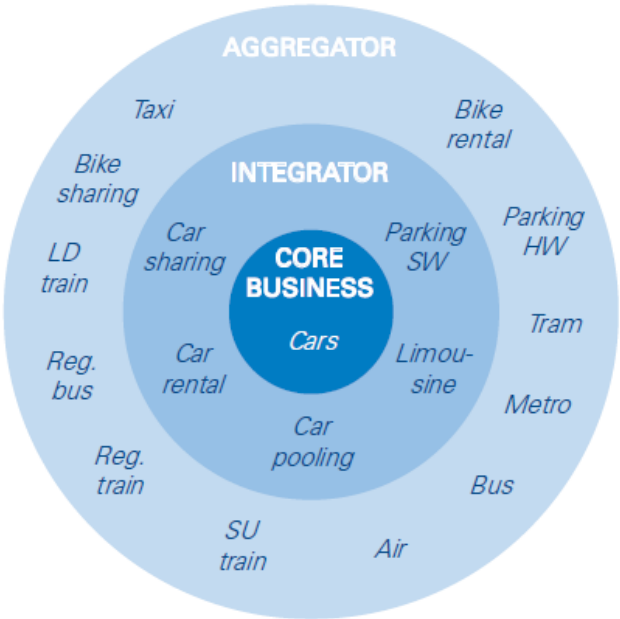 AGGREGATOR
Taxi
Bike
rental
Bike
sharing
INTEGRATOR
Parking
HW
Car
sharing
Parking
SW
LD
train
CORE
BUSINESS
Cars
Tram
Reg.
bus
Car
rental
Limou-
sine
Metro
Car
pooling
Reg.
train
Bus
SU
train
Air